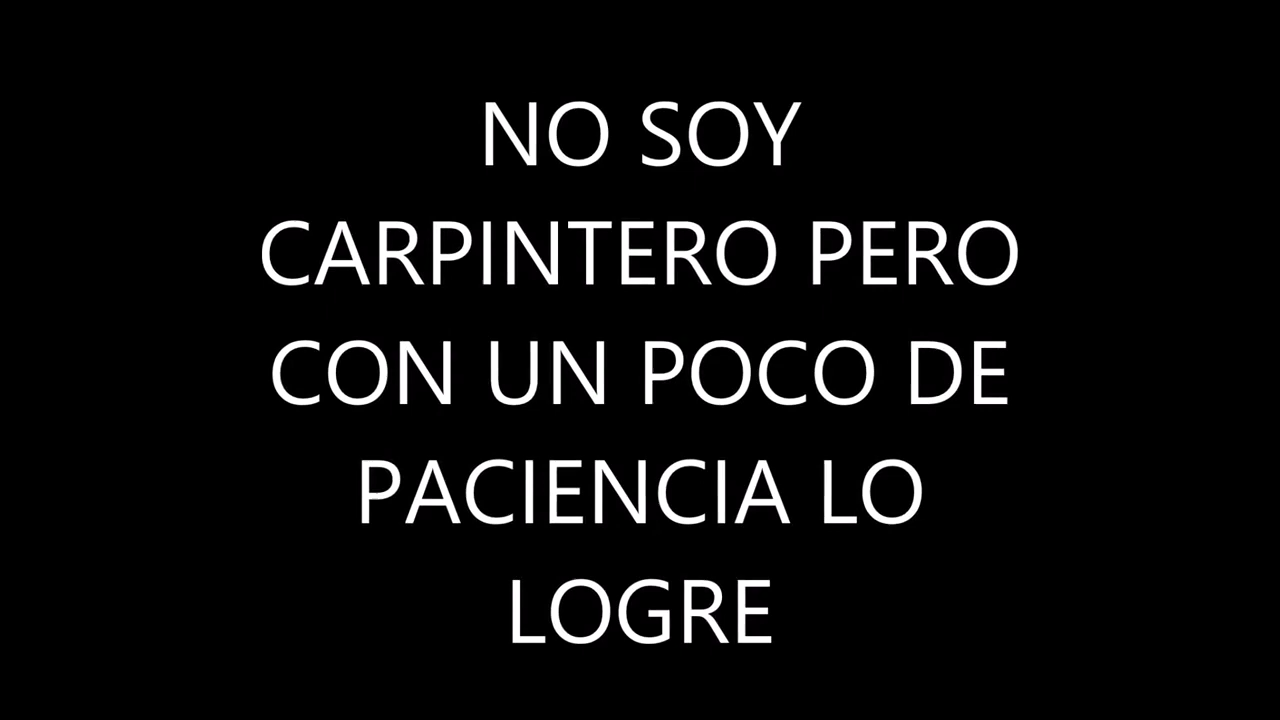 NO SOY
CARPINTERO PERO
CON UN POCO DE
PACIENCIA LO
LOGRE